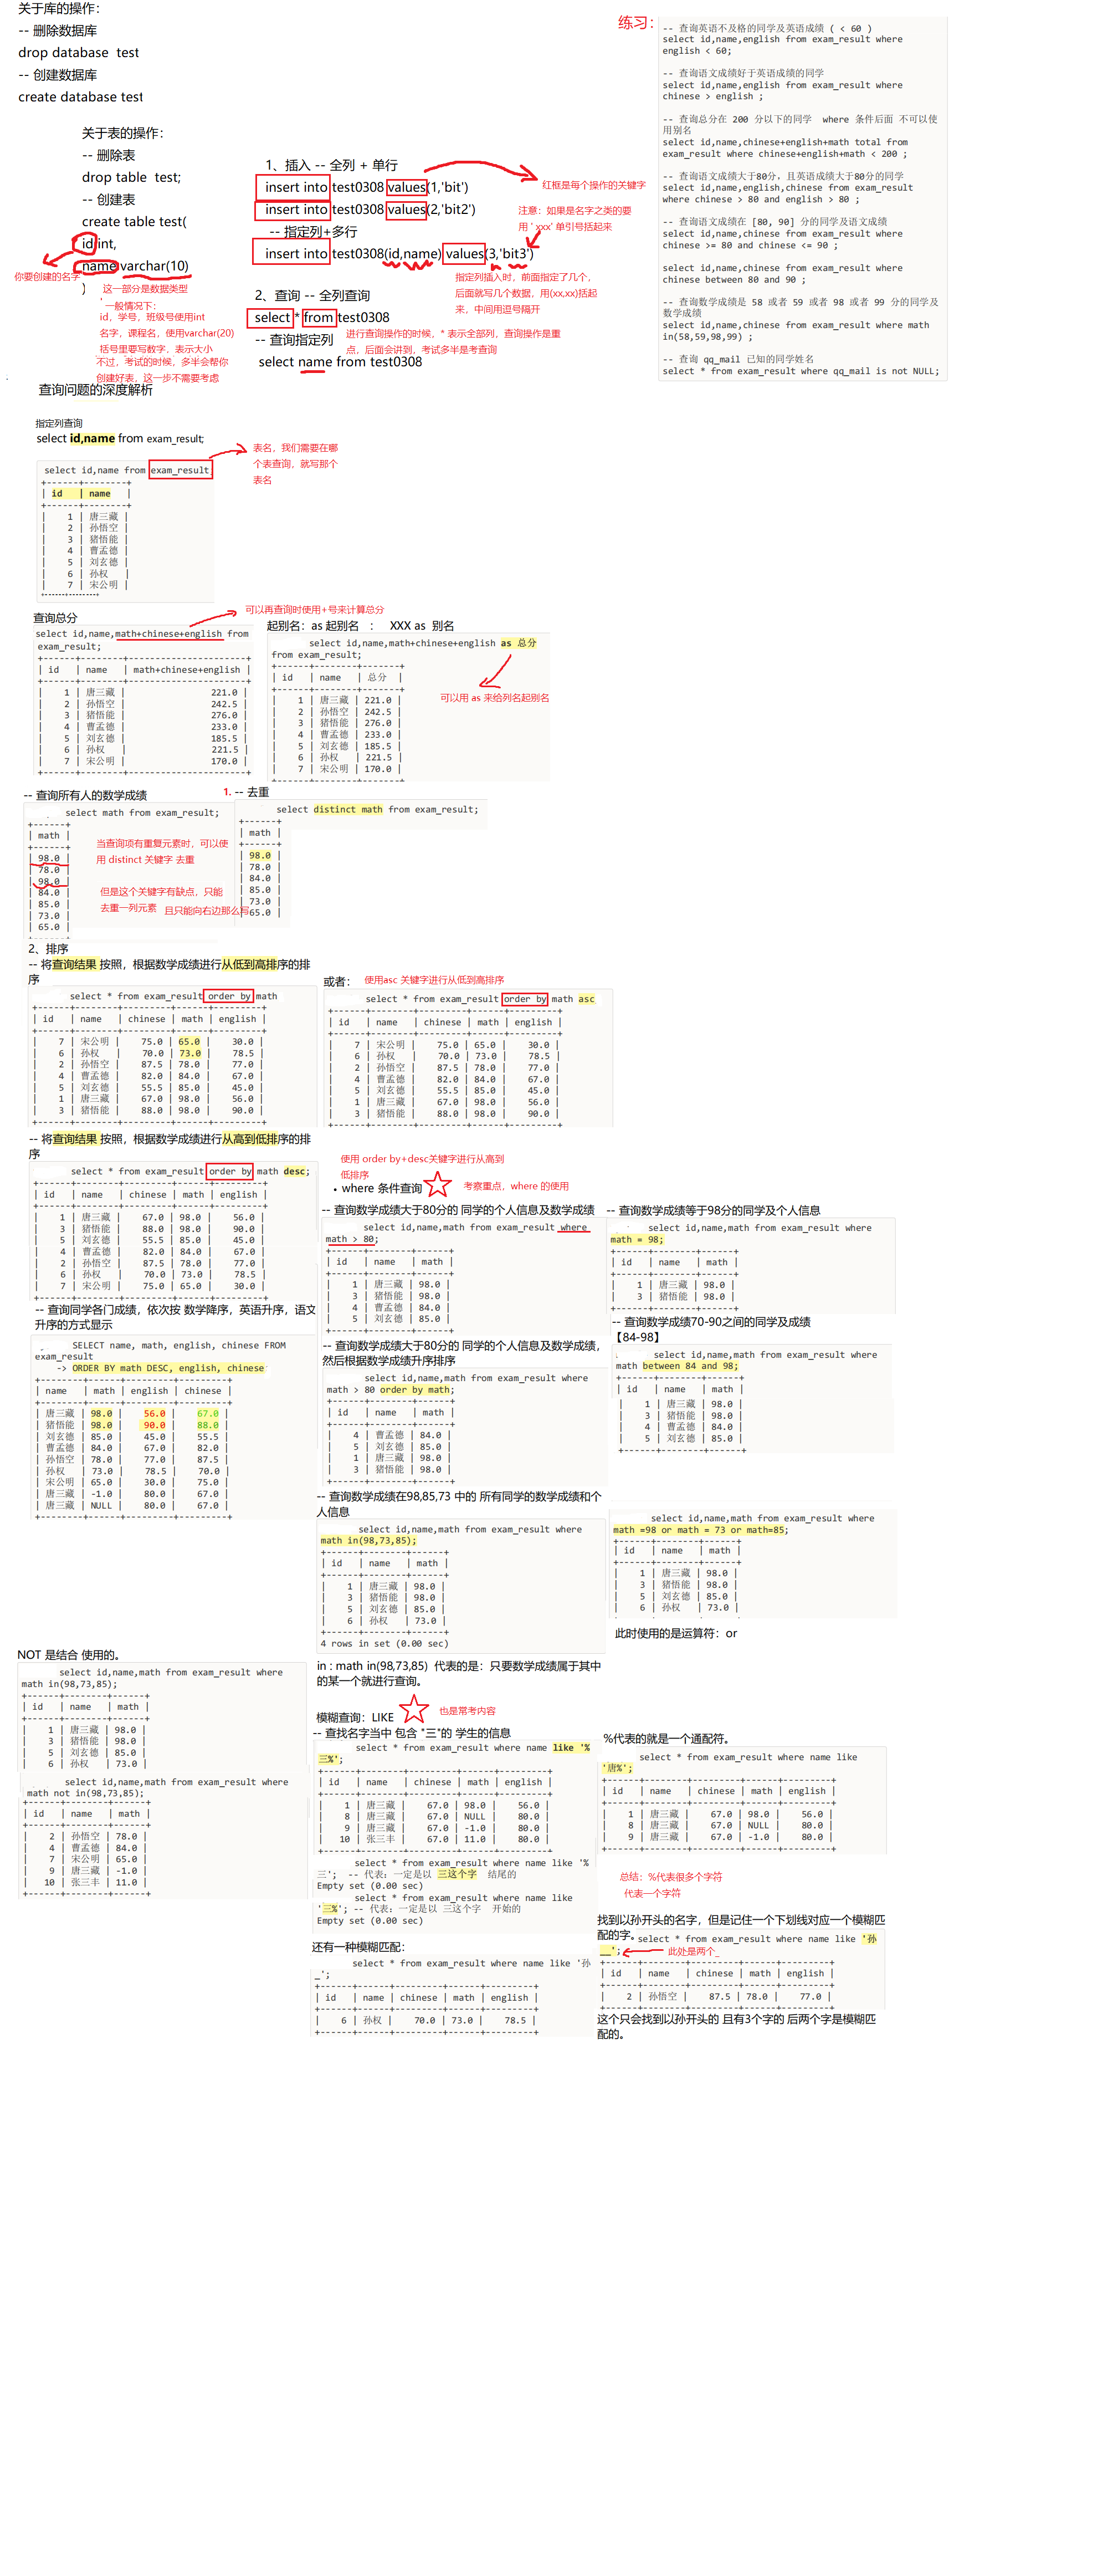 关于库的操作：
-- 删除数据库
drop database  test
-- 创建数据库
create database test
关于表的操作：
-- 删除表
drop table  test;
-- 创建表
create table test(
id int,
name varchar(10)
)
你要创建的名字
这一部分是数据类型
一般情况下：
id，学号，班级号使用int
名字，课程名，使用varchar(20)
括号里要写数字，表示大小
不过，考试的时候，多半会帮你
创建好表，这一步不需要考虑
1、插入 -- 全列 + 单行
insert into test0308 values(1,'bit')
insert into test0308 values(2,'bit2')
-- 指定列+多行
insert into test0308(id,name) values(3,'bit3')
红框是每个操作的关键字
注意：如果是名字之类的要
用 ' xxx' 单引号括起来
指定列插入时，前面指定了几个，
后面就写几个数据，用(xx,xx)括起
来，中间用逗号隔开
2、查询 -- 全列查询
select * from test0308
-- 查询指定列
select name from test0308
进行查询操作的时候，* 表示全部列，查询操作是重
点，后面会讲到，考试多半是考查询
练习：
-- 查询英语不及格的同学及英语成绩 ( < 60 )
select id,name,english from exam_result where
english < 60;
-- 查询语文成绩好于英语成绩的同学
select id,name,english from exam_result where
chinese > english ;
-- 查询总分在 200 分以下的同学  where 条件后面 不可以使
用别名
select id,name,chinese+english+math total from
exam_result where chinese+english+math < 200 ;
-- 查询语文成绩大于80分，且英语成绩大于80分的同学
select id,name,english,chinese from exam_result
where chinese > 80 and english > 80 ;
-- 查询语文成绩在 [80, 90] 分的同学及语文成绩
select id,name,chinese from exam_result where
chinese >= 80 and chinese <= 90 ;
select id,name,chinese from exam_result where
chinese between 80 and 90 ;
-- 查询数学成绩是 58 或者 59 或者 98 或者 99 分的同学及
数学成绩
select id,name,chinese from exam_result where math
in(58,59,98,99) ;
-- 查询 qq_mail 已知的同学姓名
select * from exam_result where qq_mail is not NULL;
查询问题的深度解析
指定列查询
select id,name from exam_result;
select id,name from exam_result
表名，我们需要在哪
个表查询，就写那个
表名
+------+--------+
| id   | name   |
+------+--------+
|    1 | 唐三藏 |
|    2 | 孙悟空 |
|    3 | 猪悟能 |
|    4 | 曹孟德 |
|    5 | 刘玄德 |
|    6 | 孙权   |
|    7 | 宋公明 |
+------+--------+
查询总分
可以再查询时使用+号来计算总分
select id,name,math+chinese+english from
exam_result;
+------+--------+----------------------+
| id   | name   | math+chinese+english |
+------+--------+----------------------+
|    1 | 唐三藏 |                221.0 |
|    2 | 孙悟空 |                242.5 |
|    3 | 猪悟能 |                276.0 |
|    4 | 曹孟德 |                233.0 |
|    5 | 刘玄德 |                185.5 |
|    6 | 孙权   |                221.5 |
|    7 | 宋公明 |                170.0 |
+------+--------+----------------------+
起别名：as 起别名   :     XXX as  别名
select id,name,math+chinese+english as 总分
from exam_result;
+------+--------+-------+
| id   | name   | 总分  |
+------+--------+-------+
|    1 | 唐三藏 | 221.0 |
|    2 | 孙悟空 | 242.5 |
|    3 | 猪悟能 | 276.0 |
|    4 | 曹孟德 | 233.0 |
|    5 | 刘玄德 | 185.5 |
|    6 | 孙权   | 221.5 |
|    7 | 宋公明 | 170.0 |
+------+--------+-------+
可以用 as 来给列名起别名
-- 查询所有人的数学成绩
select math from exam_result;
+------+
| math |
+------+
| 98.0 |
| 78.0 |
| 98.0 |
| 84.0 |
| 85.0 |
| 73.0 |
| 65.0 |
当查询项有重复元素时，可以使
用 distinct 关键字 去重
但是这个关键字有缺点，只能
去重一列元素   且只能向右边那么写
1. -- 去重
select distinct math from exam_result;
+------+
| math |
+------+
| 98.0 |
| 78.0 |
| 84.0 |
| 85.0 |
| 73.0 |
| 65.0 |
2、排序
-- 将查询结果 按照，根据数学成绩进行从低到高排序的排
序
select * from exam_result order by math
+------+--------+---------+------+---------+
| id   | name   | chinese | math | english |
+------+--------+---------+------+---------+
|    7 | 宋公明 |    75.0 | 65.0 |    30.0 |
|    6 | 孙权   |    70.0 | 73.0 |    78.5 |
|    2 | 孙悟空 |    87.5 | 78.0 |    77.0 |
|    4 | 曹孟德 |    82.0 | 84.0 |    67.0 |
|    5 | 刘玄德 |    55.5 | 85.0 |    45.0 |
|    1 | 唐三藏 |    67.0 | 98.0 |    56.0 |
|    3 | 猪悟能 |    88.0 | 98.0 |    90.0 |
+------+--------+---------+------+---------+
或者：
使用asc 关键字进行从低到高排序
select * from exam_result order by math asc
+------+--------+---------+------+---------+
| id   | name   | chinese | math | english |
+------+--------+---------+------+---------+
|    7 | 宋公明 |    75.0 | 65.0 |    30.0 |
|    6 | 孙权   |    70.0 | 73.0 |    78.5 |
|    2 | 孙悟空 |    87.5 | 78.0 |    77.0 |
|    4 | 曹孟德 |    82.0 | 84.0 |    67.0 |
|    5 | 刘玄德 |    55.5 | 85.0 |    45.0 |
|    1 | 唐三藏 |    67.0 | 98.0 |    56.0 |
|    3 | 猪悟能 |    88.0 | 98.0 |    90.0 |
+------+--------+---------+------+---------+
-- 将查询结果 按照，根据数学成绩进行从高到低排序的排
序
select * from exam_result order by math desc;
+------+--------+---------+------+---------+
| id   | name   | chinese | math | english |
+------+--------+---------+------+---------+
|    1 | 唐三藏 |    67.0 | 98.0 |    56.0 |
|    3 | 猪悟能 |    88.0 | 98.0 |    90.0 |
|    5 | 刘玄德 |    55.5 | 85.0 |    45.0 |
|    4 | 曹孟德 |    82.0 | 84.0 |    67.0 |
|    2 | 孙悟空 |    87.5 | 78.0 |    77.0 |
|    6 | 孙权   |    70.0 | 73.0 |    78.5 |
|    7 | 宋公明 |    75.0 | 65.0 |    30.0 |
+------+--------+---------+------+---------+
使用 order by+desc关键字进行从高到
低排序
-- 查询同学各门成绩，依次按 数学降序，英语升序，语文
升序的方式显示
SELECT name, math, english, chinese FROM
exam_result
-> ORDER BY math DESC, english, chinese
+--------+------+---------+---------+
| name   | math | english | chinese |
+--------+------+---------+---------+
| 唐三藏 | 98.0 |    56.0 |    67.0 |
| 猪悟能 | 98.0 |    90.0 |    88.0 |
| 刘玄德 | 85.0 |    45.0 |    55.5 |
| 曹孟德 | 84.0 |    67.0 |    82.0 |
| 孙悟空 | 78.0 |    77.0 |    87.5 |
| 孙权   | 73.0 |    78.5 |    70.0 |
| 宋公明 | 65.0 |    30.0 |    75.0 |
| 唐三藏 | -1.0 |    80.0 |    67.0 |
| 唐三藏 | NULL |    80.0 |    67.0 |
+--------+------+---------+---------+
• where 条件查询
考察重点，where 的使用
-- 查询数学成绩大于80分的 同学的个人信息及数学成绩
select id,name,math from exam_result where
math > 80;
+------+--------+------+
| id   | name   | math |
+------+--------+------+
|    1 | 唐三藏 | 98.0 |
|    3 | 猪悟能 | 98.0 |
|    4 | 曹孟德 | 84.0 |
|    5 | 刘玄德 | 85.0 |
+------+--------+------+
-- 查询数学成绩等于98分的同学及个人信息
select id,name,math from exam_result where
math = 98;
+------+--------+------+
| id   | name   | math |
+------+--------+------+
|    1 | 唐三藏 | 98.0 |
|    3 | 猪悟能 | 98.0 |
+------+--------+------+
-- 查询数学成绩大于80分的 同学的个人信息及数学成绩，
然后根据数学成绩升序排序
select id,name,math from exam_result where
math > 80 order by math;
+------+--------+------+
| id   | name   | math |
+------+--------+------+
|    4 | 曹孟德 | 84.0 |
|    5 | 刘玄德 | 85.0 |
|    1 | 唐三藏 | 98.0 |
|    3 | 猪悟能 | 98.0 |
+------+--------+------+
-- 查询数学成绩70-90之间的同学及成绩
【84-98】
select id,name,math from exam_result where
math between 84 and 98;
+------+--------+------+
| id   | name   | math |
|    1 | 唐三藏 | 98.0 |
|    3 | 猪悟能 | 98.0 |
|    4 | 曹孟德 | 84.0 |
|    5 | 刘玄德 | 85.0 |
+------+--------+------+
-- 查询数学成绩在98,85,73 中的 所有同学的数学成绩和个
人信息
select id,name,math from exam_result where
math in(98,73,85);
+------+--------+------+
| id   | name   | math |
+------+--------+------+
|    1 | 唐三藏 | 98.0 |
|    3 | 猪悟能 | 98.0 |
|    5 | 刘玄德 | 85.0 |
|    6 | 孙权   | 73.0 |
+------+--------+------+
4 rows in set (0.00 sec)
select id,name,math from exam_result where
math =98 or math = 73 or math=85;
+------+--------+------+
| id   | name   | math |
+------+--------+------+
|    1 | 唐三藏 | 98.0 |
|    3 | 猪悟能 | 98.0 |
|    5 | 刘玄德 | 85.0 |
|    6 | 孙权   | 73.0 |
此时使用的是运算符：or
in : math in(98,73,85)  代表的是：只要数学成绩属于其中
的某一个就进行查询。
NOT 是结合 使用的。
select id,name,math from exam_result where
math in(98,73,85);
+------+--------+------+
| id   | name   | math |
+------+--------+------+
|    1 | 唐三藏 | 98.0 |
|    3 | 猪悟能 | 98.0 |
|    5 | 刘玄德 | 85.0 |
|    6 | 孙权   | 73.0 |
select id,name,math from exam_result where
math not in(98,73,85);
+------+--------+------+
| id   | name   | math |
+------+--------+------+
|    2 | 孙悟空 | 78.0 |
|    4 | 曹孟德 | 84.0 |
|    7 | 宋公明 | 65.0 |
|    9 | 唐三藏 | -1.0 |
|   10 | 张三丰 | 11.0 |
+------+--------+------+
模糊查询：LIKE
也是常考内容
-- 查找名字当中 包含 "三"的 学生的信息
select * from exam_result where name like '%
三%';
+------+--------+---------+------+---------+
| id   | name   | chinese | math | english |
+------+--------+---------+------+---------+
|    1 | 唐三藏 |    67.0 | 98.0 |    56.0 |
|    8 | 唐三藏 |    67.0 | NULL |    80.0 |
|    9 | 唐三藏 |    67.0 | -1.0 |    80.0 |
|   10 | 张三丰 |    67.0 | 11.0 |    80.0 |
+------+--------+---------+------+---------+
select * from exam_result where name like '%
三';  -- 代表：一定是以 三这个字  结尾的
Empty set (0.00 sec)
select * from exam_result where name like
'三%'; -- 代表：一定是以 三这个字  开始的
Empty set (0.00 sec)
%代表的就是一个通配符。
select * from exam_result where name like
'唐%';
+------+--------+---------+------+---------+
| id   | name   | chinese | math | english |
+------+--------+---------+------+---------+
|    1 | 唐三藏 |    67.0 | 98.0 |    56.0 |
|    8 | 唐三藏 |    67.0 | NULL |    80.0 |
|    9 | 唐三藏 |    67.0 | -1.0 |    80.0 |
+------+--------+---------+------+---------+
总结：%代表很多个字符
代表一个字符
还有一种模糊匹配：
select * from exam_result where name like '孙
_';
+------+------+---------+------+---------+
| id   | name | chinese | math | english |
+------+------+---------+------+---------+
|    6 | 孙权 |    70.0 | 73.0 |    78.5 |
+------+------+---------+------+---------+
找到以孙开头的名字，但是记住一个下划线对应一个模糊匹
配的字。
select * from exam_result where name like '孙
__';
此处是两个_
+------+--------+---------+------+---------+
| id   | name   | chinese | math | english |
+------+--------+---------+------+---------+
|    2 | 孙悟空 |    87.5 | 78.0 |    77.0 |
+------+--------+---------+------+---------+
这个只会找到以孙开头的 且有3个字的 后两个字是模糊匹
配的。